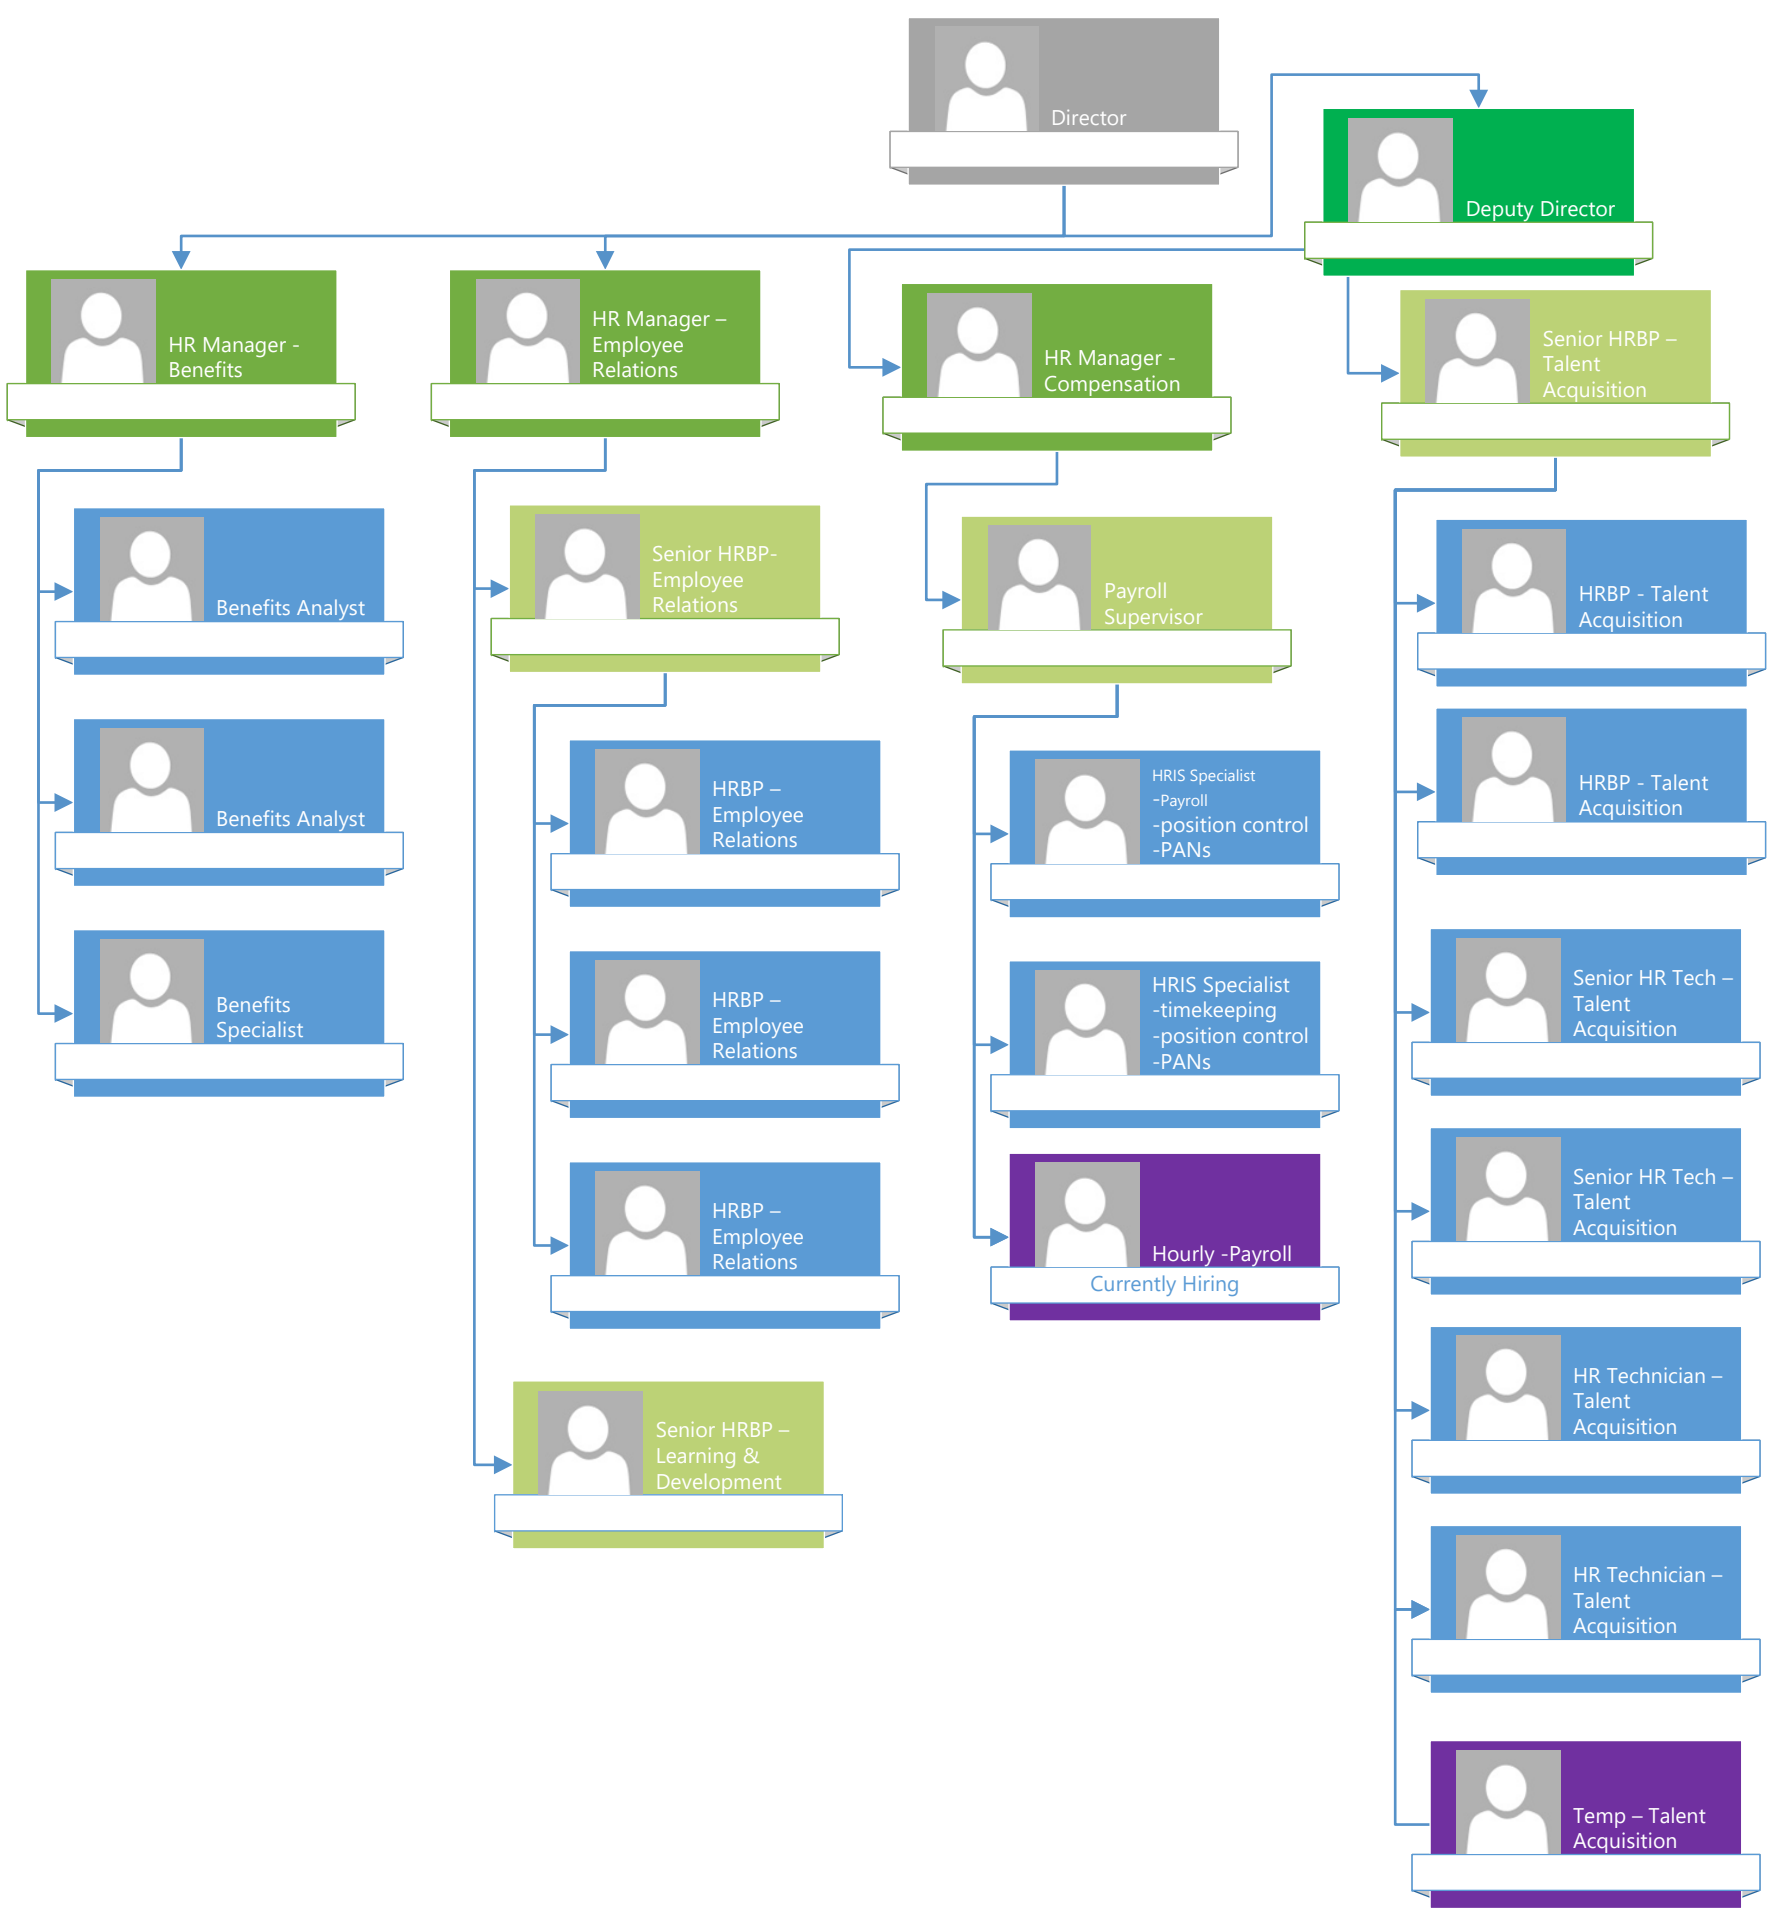 Director
Deputy Director
HR Manager -
Benefits
HR Manager –
Employee
Relations
HR Manager -
Compensation
Senior HRBP –
Talent
Acquisition
Benefits Analyst
Benefits Analyst
Benefits
Specialist
Senior HRBP-
Employee
Relations
HRBP –
Employee
Relations
HRBP –
Employee
Relations
HRBP –
Employee
Relations
Senior HRBP –
Learning &
Development
Payroll
Supervisor
HRIS Specialist
-Payroll
-position control
-PANs
HRIS Specialist
-timekeeping
-position control
-PANs
Hourly -Payroll
Currently Hiring
HRBP - Talent
Acquisition
HRBP - Talent
Acquisition
Senior HR Tech –
Talent
Acquisition
Senior HR Tech –
Talent
Acquisition
HR Technician –
Talent
Acquisition
HR Technician –
Talent
Acquisition
Temp – Talent
Acquisition